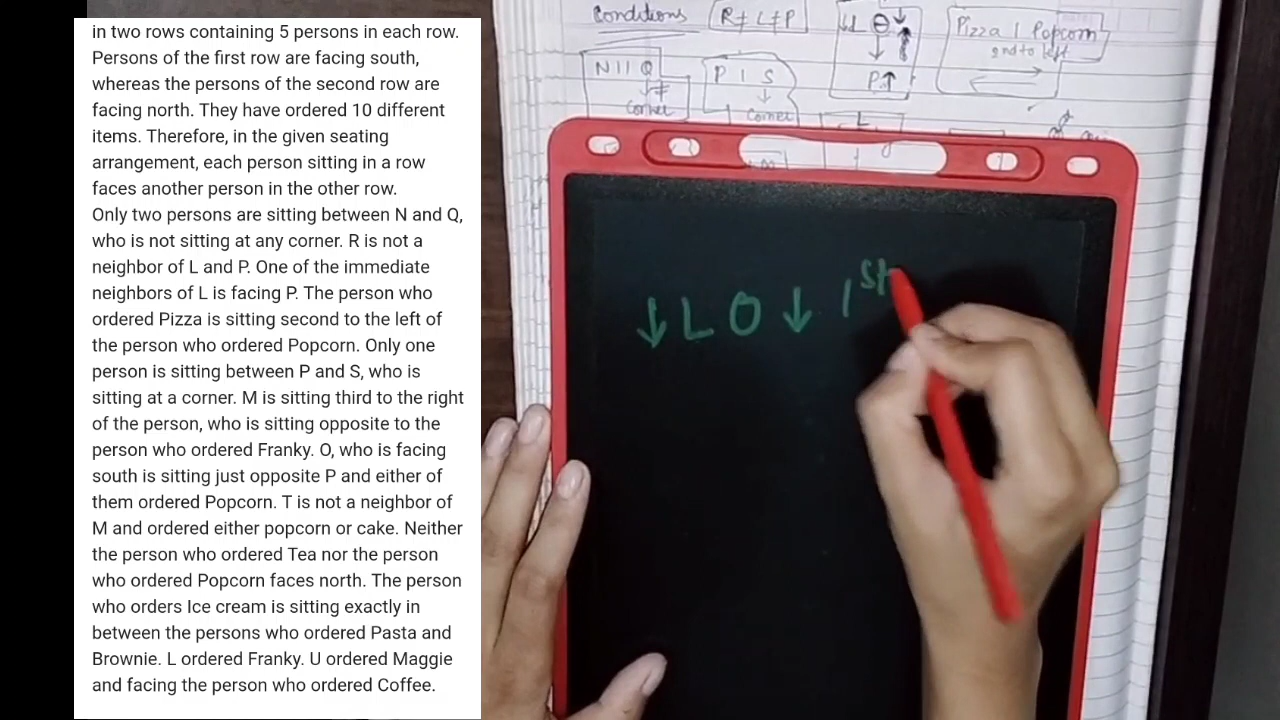 in two rows containing 5 persons in each row.
Persons of the first row are facing south,
whereas the persons of the second row are
facing north. They have ordered 10 different
items. Therefore, in the given seating
arrangement, each person sitting in a row
faces another person in the other row.
Only two persons are sitting between N and Q,
who is not sitting at any corner. R is not a
neighbor of L and P. One of the immediate
neighbors of L is facing P. The person who
ordered Pizza is sitting second to the left of
the person who ordered Popcorn. Only one
person is sitting between P and S, who is
sitting at a corner. M is sitting third to the right
of the person, who is sitting opposite to the
person who ordered Franky. O, who is facing
south is sitting just opposite P and either of
them ordered Popcorn. T is not a neighbor of
M and ordered either popcorn or cake. Neither
the person who ordered Tea nor the person
who ordered Popcorn faces north. The person
who orders Ice cream is sitting exactly in
between the persons who ordered Pasta and
Brownie. L ordered Franky. U ordered Maggie
and facing the person who ordered Coffee.
Conditions R ≠ L ≠ P
↓L O ↓ ↑
↓
P↑
Pizza | Popcorn
2nd to left
N | | Q
↓ ≠
Corner
P | S
↓
Corner
L
↓ L O ↓ 1st